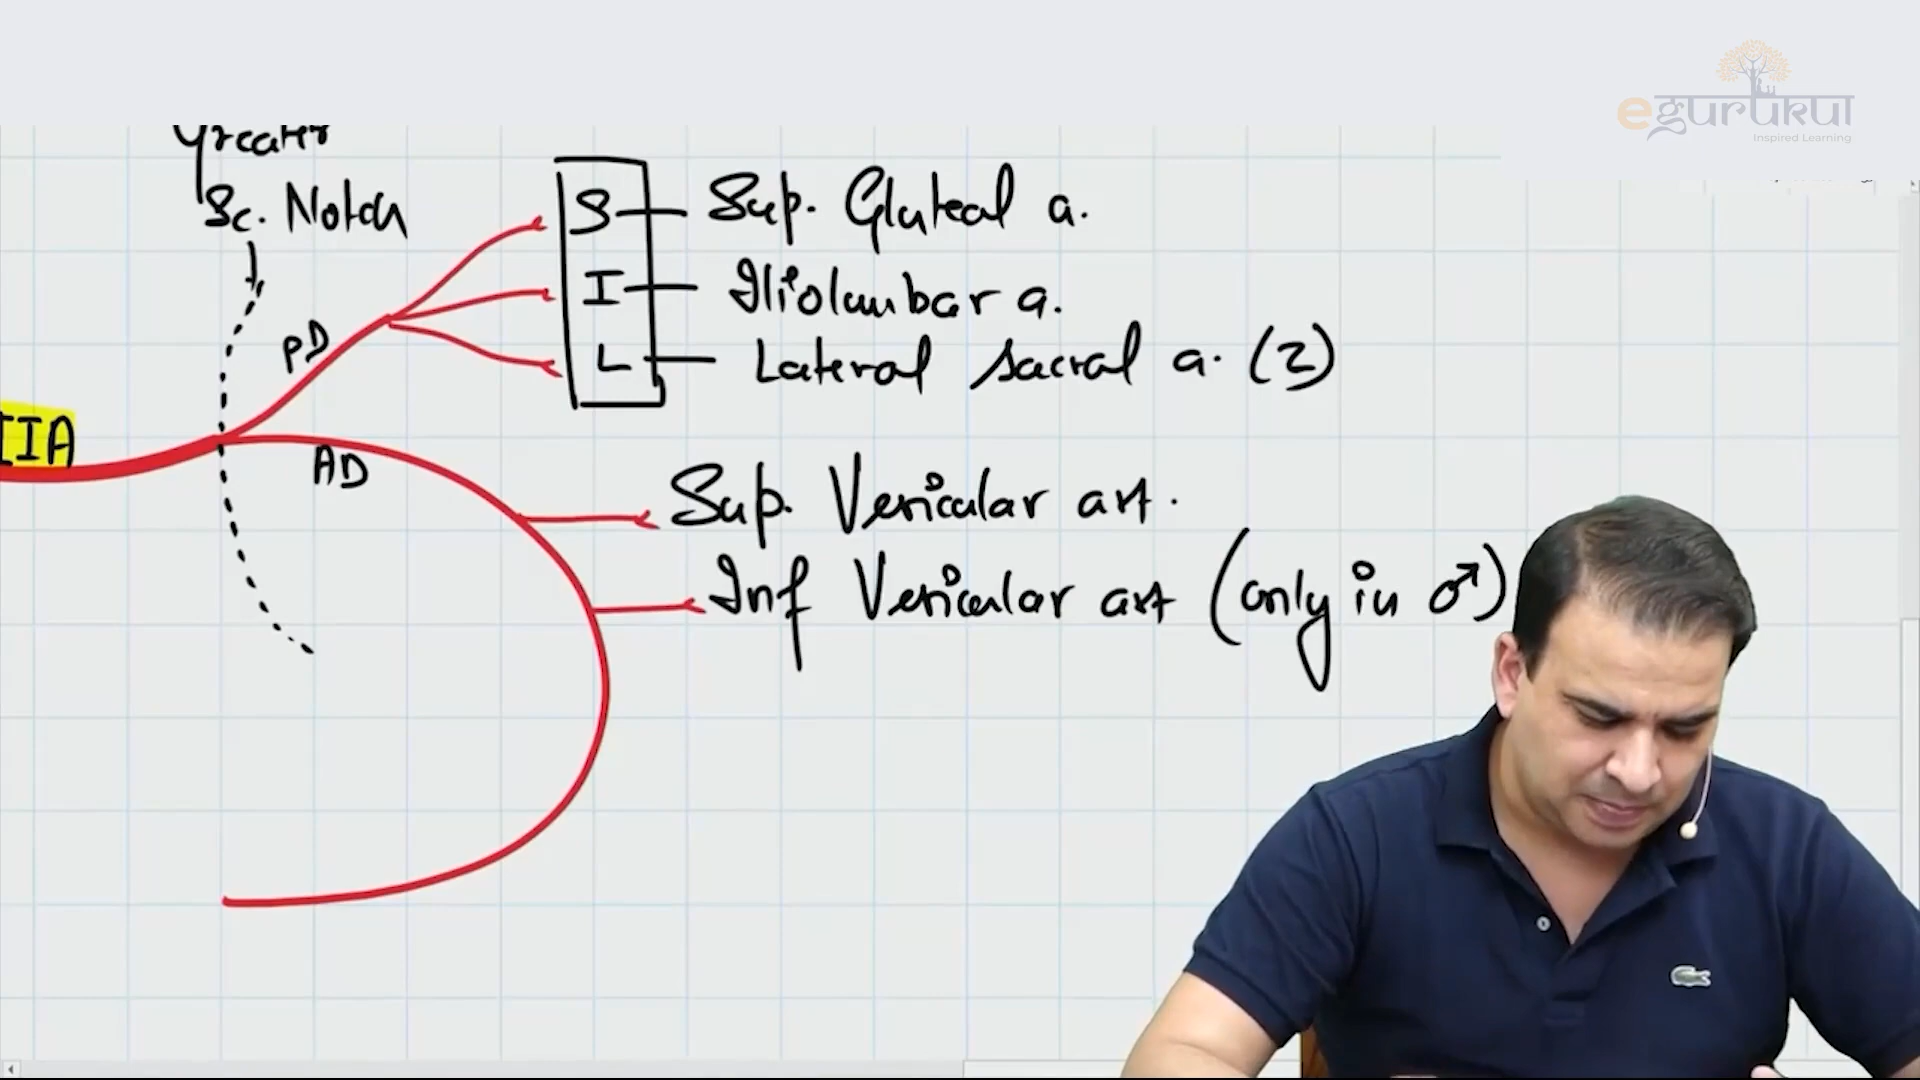 egurukul
Inspired Learning
Greater
Sc. Notch
S Sup. Gluteal a.
I Iliolumbar a.
L Lateral sacral a. (2)
PD
IIA
AD
Sup. Vesicular art.
Inf Vesicular art (only in ♂)